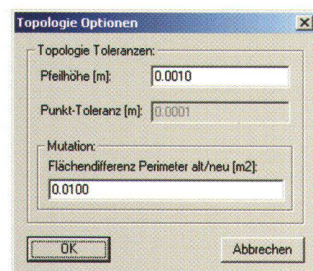 Topologie Optionen
Topologie Toleranzen:
Pfeilhöhe [m]: 0.0010
Punkt-Toleranz [m]: 0.0001
Mutation:
Flächendifferenz Perimeter alt/neu [m2]:
0.0100
OK Abbrechen